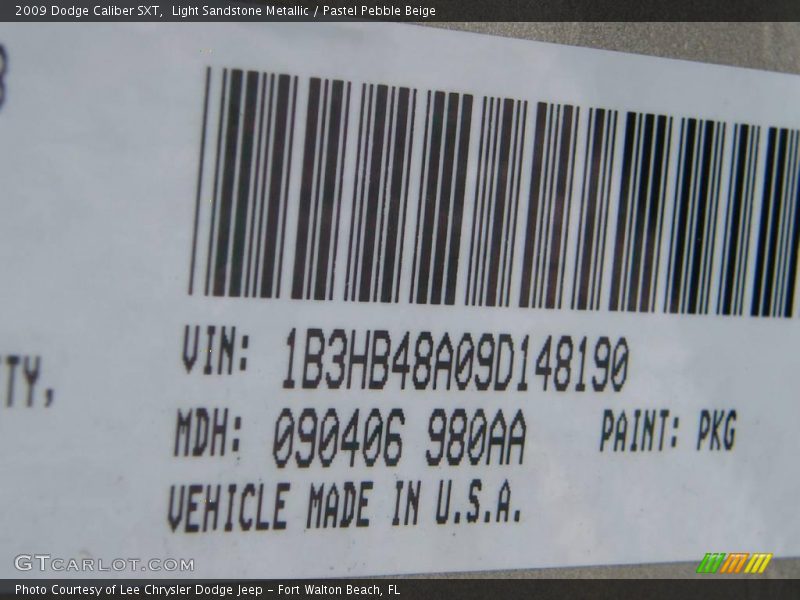 2009 Dodge Caliber SXT,  Light Sandstone Metallic / Pastel Pebble Beige
VIN: 1B3HB48A09D148190
TY,
MDH: 090406 980AA PAINT: PKG
VEHICLE MADE IN U.S.A.
GTCARLOT.COM
Photo Courtesy of Lee Chrysler Dodge Jeep – Fort Walton Beach, FL